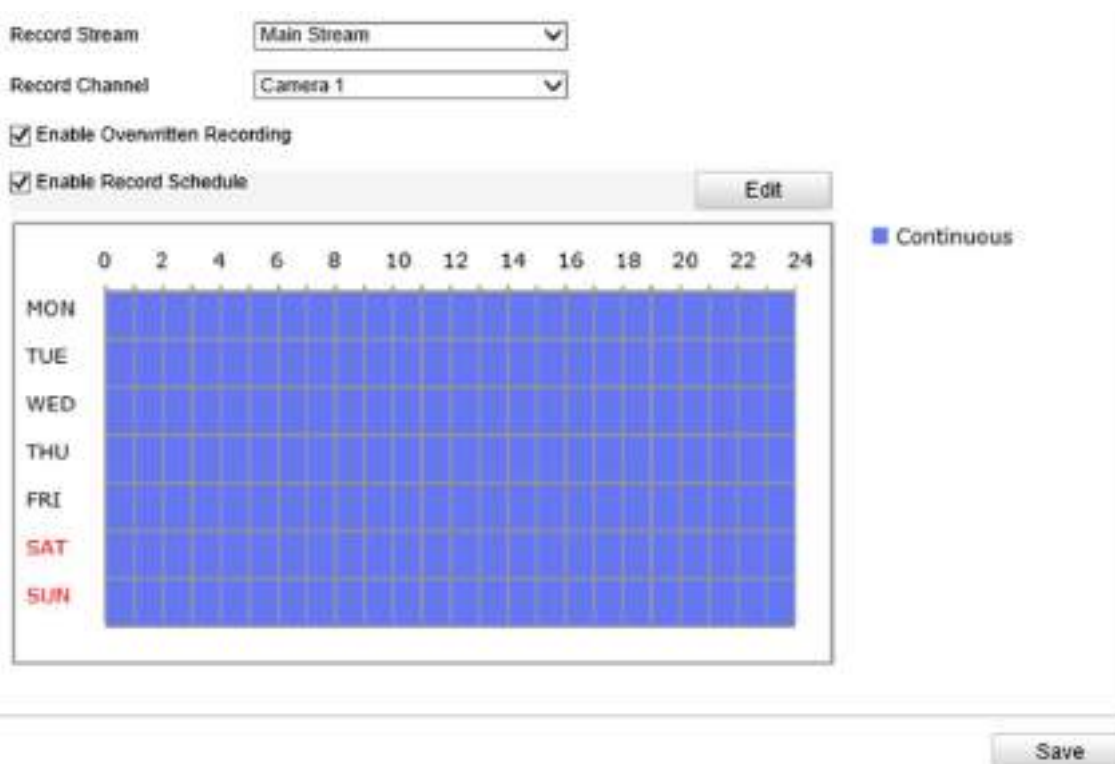 Record Stream Main Stream
Record Channel Camera 1
Enable Overwritten Recording
Enable Record Schedule Edit
Continuous
0 2 4 6 8 10 12 14 16 18 20 22 24
MON
TUE
WED
THU
FRI
SAT
SUN
Save